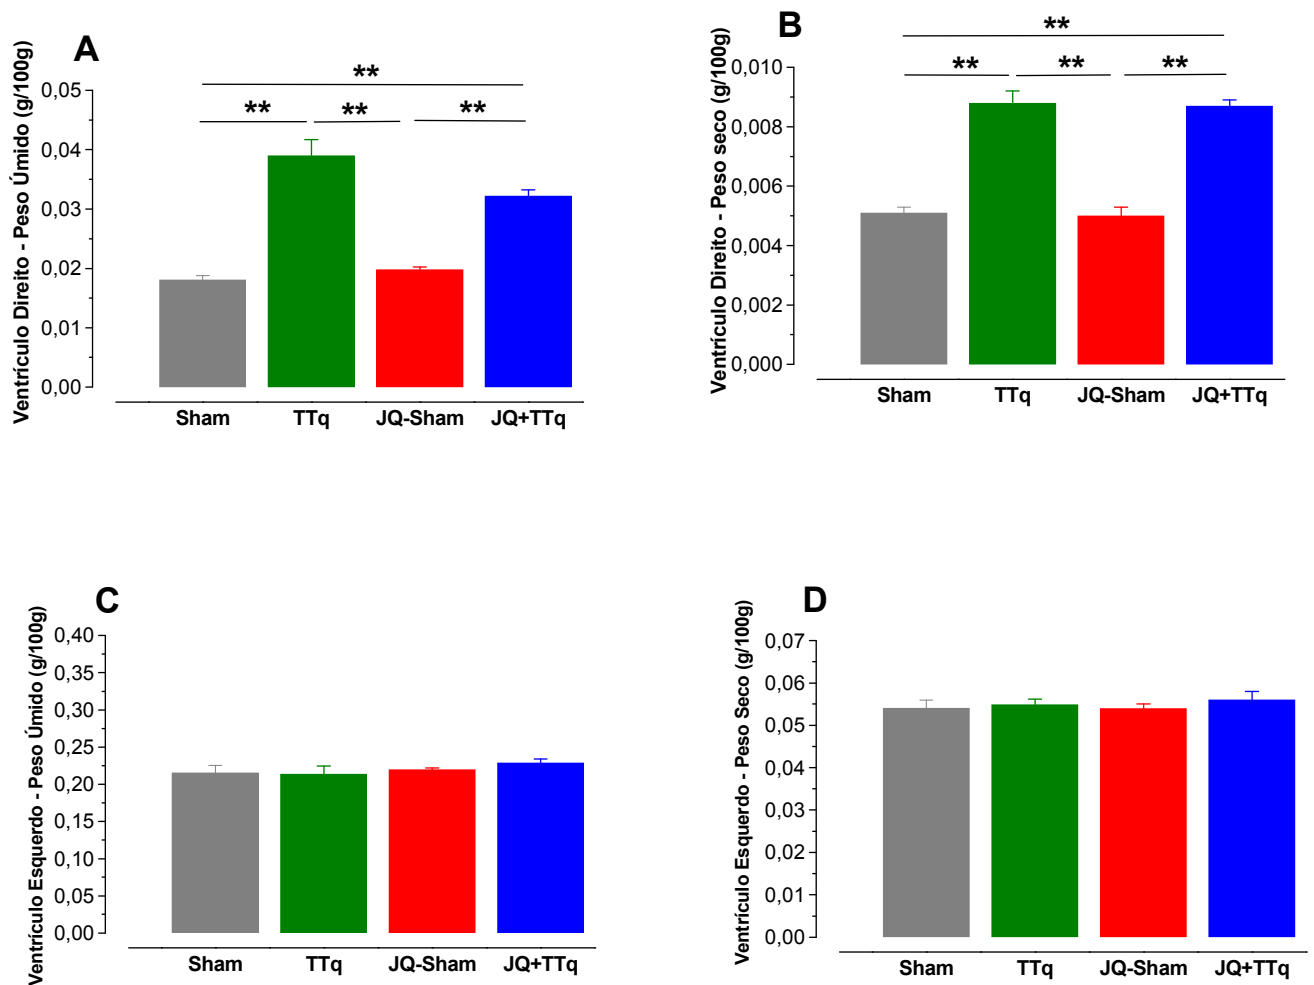 A
**
** ** **
Ventrículo Direito - Peso Úmido (g/100g)
0,05
0,04
0,03
0,02
0,01
0,00
Sham TTq JQ-Sham JQ+TTq
B
**
** ** **
Ventrículo Direito - Peso seco (g/100g)
0,010
0,008
0,006
0,004
0,002
0,000
Sham TTq JQ-Sham JQ+TTq
C
Ventrículo Esquerdo - Peso Úmido (g/100g)
0,40
0,35
0,30
0,25
0,20
0,15
0,10
0,05
0,00
Sham TTq JQ-Sham JQ+TTq
D
Ventrículo Esquerdo - Peso Seco (g/100g)
0,07
0,06
0,05
0,04
0,03
0,02
0,01
0,00
Sham TTq JQ-Sham JQ+TTq